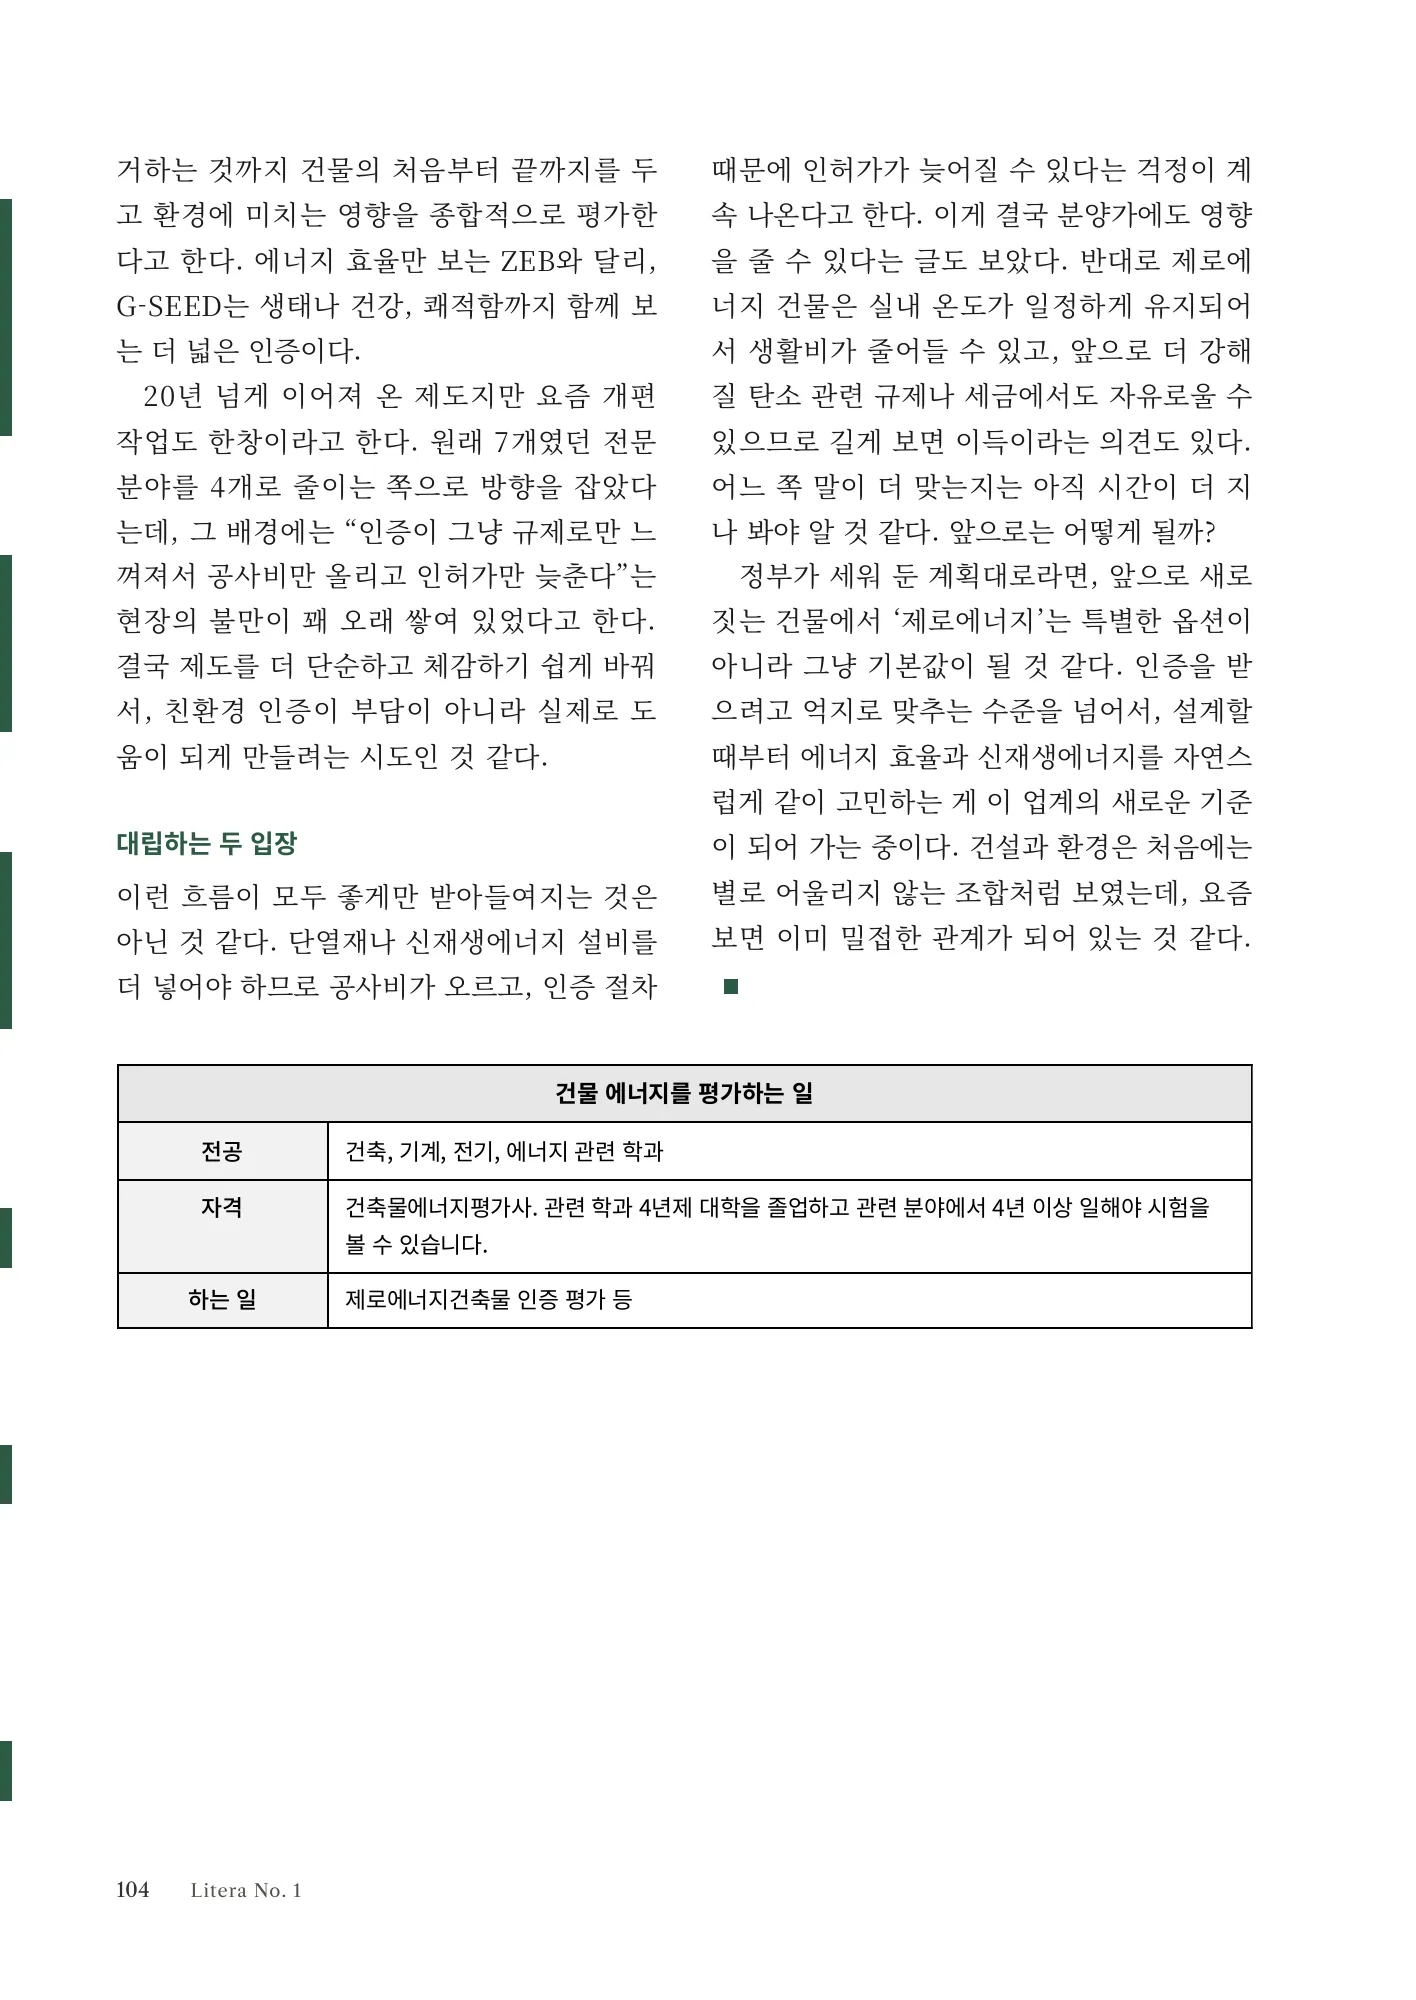 거하는 것까지 건물의 처음부터 끝까지를 두
고 환경에 미치는 영향을 종합적으로 평가한
다고 한다. 에너지 효율만 보는 ZEB와 달리,
G-SEED는 생태나 건강, 쾌적함까지 함께 보
는 더 넓은 인증이다.
20년 넘게 이어져 온 제도지만 요즘 개편
작업도 한창이라고 한다. 원래 7개였던 전문
분야를 4개로 줄이는 쪽으로 방향을 잡았다
는데, 그 배경에는 “인증이 그냥 규제로만 느
껴져서 공사비만 올리고 인허가만 늦춘다”는
현장의 불만이 꽤 오래 쌓여 있었다고 한다.
결국 제도를 더 단순하고 체감하기 쉽게 바꿔
서, 친환경 인증이 부담이 아니라 실제로 도
움이 되게 만들려는 시도인 것 같다.
대립하는 두 입장
이런 흐름이 모두 좋게만 받아들여지는 것은
아닌 것 같다. 단열재나 신재생에너지 설비를
더 넣어야 하므로 공사비가 오르고, 인증 절차
때문에 인허가가 늦어질 수 있다는 걱정이 계
속 나온다고 한다. 이게 결국 분양가에도 영향
을 줄 수 있다는 글도 보았다. 반대로 제로에
너지 건물은 실내 온도가 일정하게 유지되어
서 생활비가 줄어들 수 있고, 앞으로 더 강해
질 탄소 관련 규제나 세금에서도 자유로울 수
있으므로 길게 보면 이득이라는 의견도 있다.
어느 쪽 말이 더 맞는지는 아직 시간이 더 지
나 봐야 알 것 같다. 앞으로는 어떻게 될까?
정부가 세워 둔 계획대로라면, 앞으로 새로
짓는 건물에서 ‘제로에너지’는 특별한 옵션이
아니라 그냥 기본값이 될 것 같다. 인증을 받
으려고 억지로 맞추는 수준을 넘어서, 설계할
때부터 에너지 효율과 신재생에너지를 자연스
럽게 같이 고민하는 게 이 업계의 새로운 기준
이 되어 가는 중이다. 건설과 환경은 처음에는
별로 어울리지 않는 조합처럼 보였는데, 요즘
보면 이미 밀접한 관계가 되어 있는 것 같다.
■
건물 에너지를 평가하는 일
전공 건축, 기계, 전기, 에너지 관련 학과
자격 건축물에너지평가사. 관련 학과 4년제 대학을 졸업하고 관련 분야에서 4년 이상 일해야 시험을
볼 수 있습니다.
하는 일 제로에너지건축물 인증 평가 등
104 Litera No. 1